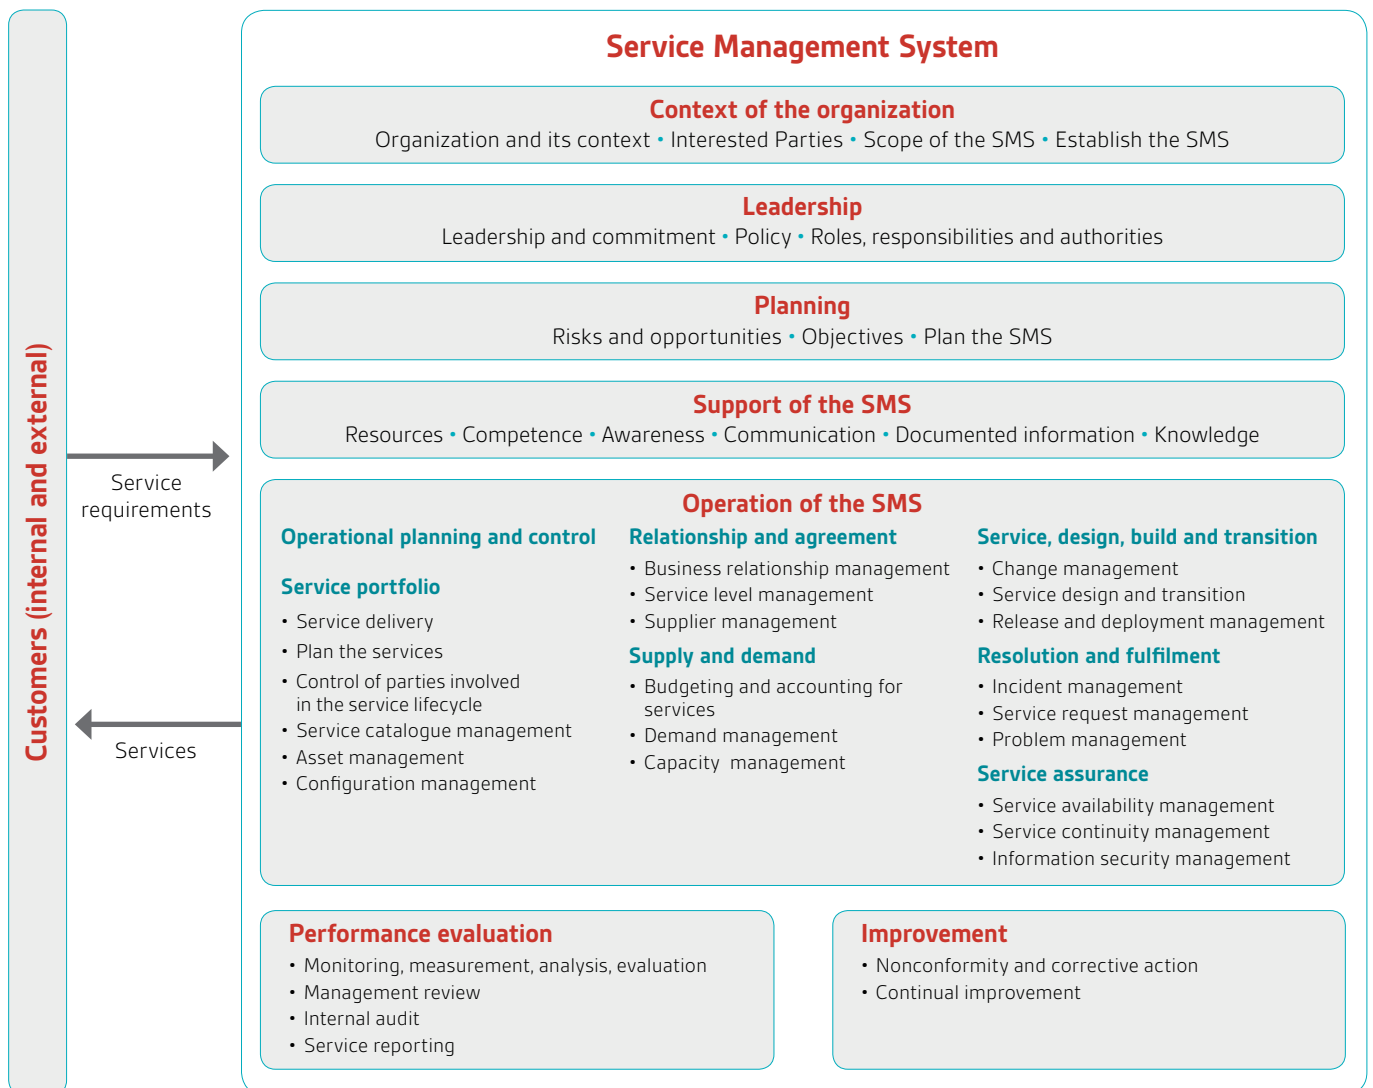 Service Management System
Context of the organization
Organization and its context • Interested Parties • Scope of the SMS • Establish the SMS
Leadership
Leadership and commitment • Policy • Roles, responsibilities and authorities
Planning
Risks and opportunities • Objectives • Plan the SMS
Support of the SMS
Resources • Competence • Awareness • Communication • Documented information • Knowledge
Customers (internal and external)
Service
requirements
Services
Operation of the SMS
Operational planning and control
Service portfolio
• Service delivery
• Plan the services
• Control of parties involved
in the service lifecycle
• Service catalogue management
• Asset management
• Configuration management
Relationship and agreement
• Business relationship management
• Service level management
• Supplier management
Supply and demand
• Budgeting and accounting for
services
• Demand management
• Capacity management
Service, design, build and transition
• Change management
• Service design and transition
• Release and deployment management
Resolution and fulfilment
• Incident management
• Service request management
• Problem management
Service assurance
• Service availability management
• Service continuity management
• Information security management
Performance evaluation
• Monitoring, measurement, analysis, evaluation
• Management review
• Internal audit
• Service reporting
Improvement
• Nonconformity and corrective action
• Continual improvement